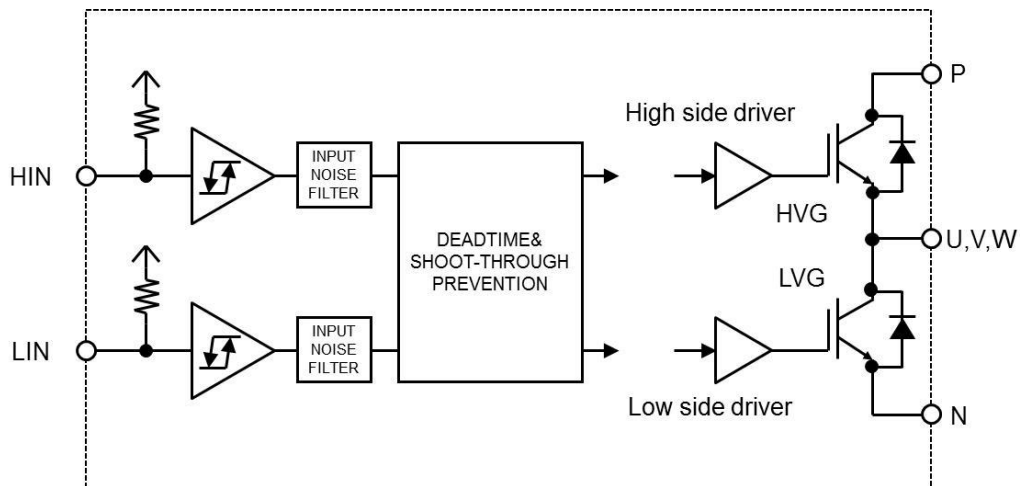 P
High side driver
HIN
INPUT
NOISE
FILTER
HVG
DEADTIME&
SHOOT-THROUGH
PREVENTION
U,V,W
LVG
LIN
INPUT
NOISE
FILTER
Low side driver
N